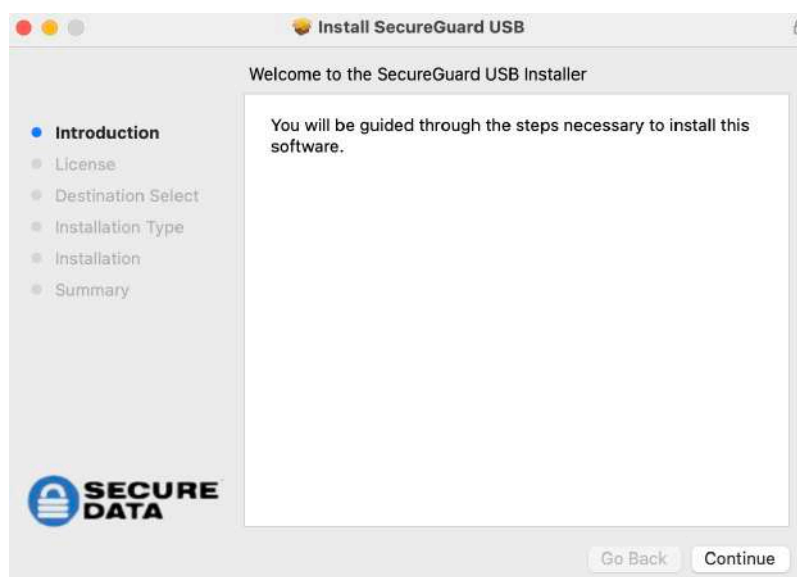 Install SecureGuard USB
Welcome to the SecureGuard USB Installer
Introduction
License
Destination Select
Installation Type
Installation
Summary
You will be guided through the steps necessary to install this
software.
SECURE
DATA
Go Back
Continue